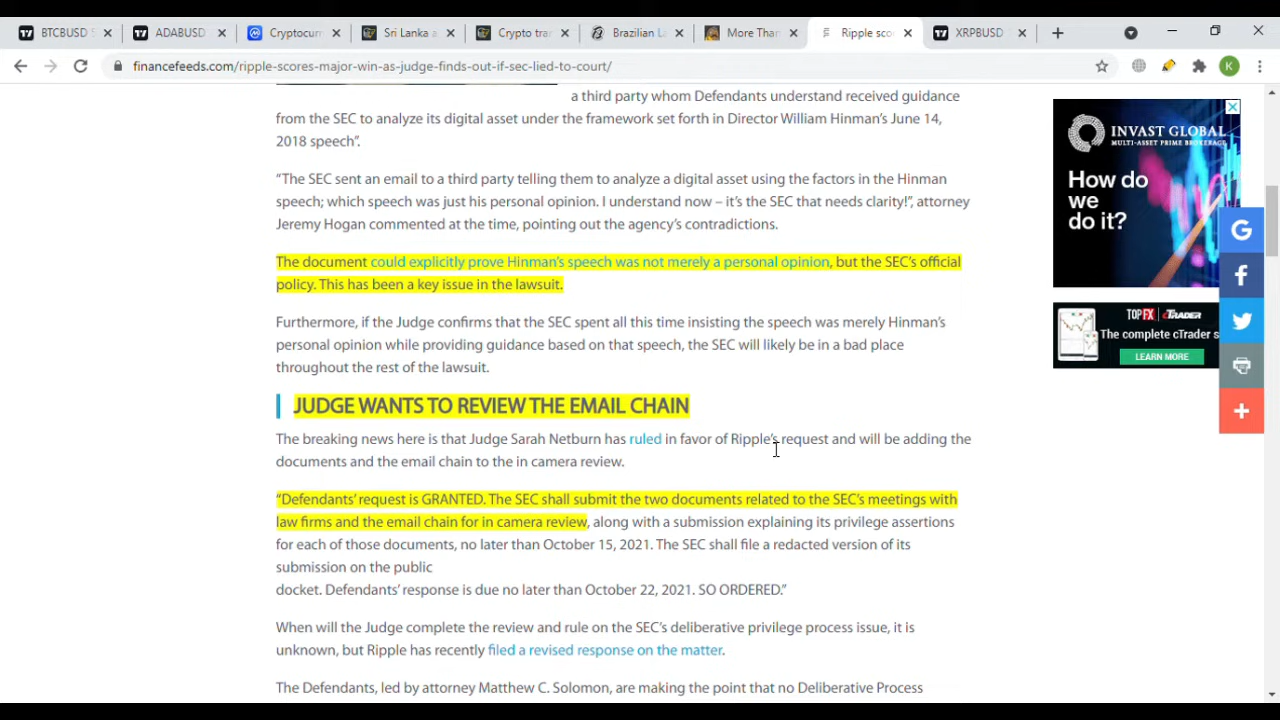 BTCBUSD 5
ADABUSD
Cryptocurr
Sri Lanka a
Crypto tra
Brazilian L
More Than
Ripple sco
XRPBUSD
financefeeds.com/ripple-scores-major-win-as-judge-finds-out-if-sec-lied-to-court/
K
a third party whom Defendants understand received guidance
from the SEC to analyze its digital asset under the framework set forth in Director William Hinman's June 14,
2018 speech”.
“The SEC sent an email to a third party telling them to analyze a digital asset using the factors in the Hinman
speech; which speech was just his personal opinion. I understand now – it's the SEC that needs clarity!”, attorney
Jeremy Hogan commented at the time, pointing out the agency's contradictions.
The document could explicitly prove Hinman's speech was not merely a personal opinion, but the SEC's official
policy. This has been a key issue in the lawsuit.
Furthermore, if the Judge confirms that the SEC spent all this time insisting the speech was merely Hinman's
personal opinion while providing guidance based on that speech, the SEC will likely be in a bad place
throughout the rest of the lawsuit.
JUDGE WANTS TO REVIEW THE EMAIL CHAIN
The breaking news here is that Judge Sarah Netburn has ruled in favor of Ripple's request and will be adding the
documents and the email chain to the in camera review.
“Defendants' request is GRANTED. The SEC shall submit the two documents related to the SEC's meetings with
law firms and the email chain for in camera review, along with a submission explaining its privilege assertions
for each of those documents, no later than October 15, 2021. The SEC shall file a redacted version of its
submission on the public
docket. Defendants' response is due no later than October 22, 2021. SO ORDERED.”
When will the Judge complete the review and rule on the SEC's deliberative privilege process issue, it is
unknown, but Ripple has recently filed a revised response on the matter.
The Defendants, led by attorney Matthew C. Solomon, are making the point that no Deliberative Process
INVAST GLOBAL
MULTI-ASSET PRIME BROKERAGE
How do
we
do it?
TOPFX cTRADER
The complete cTrader s
LEARN MORE